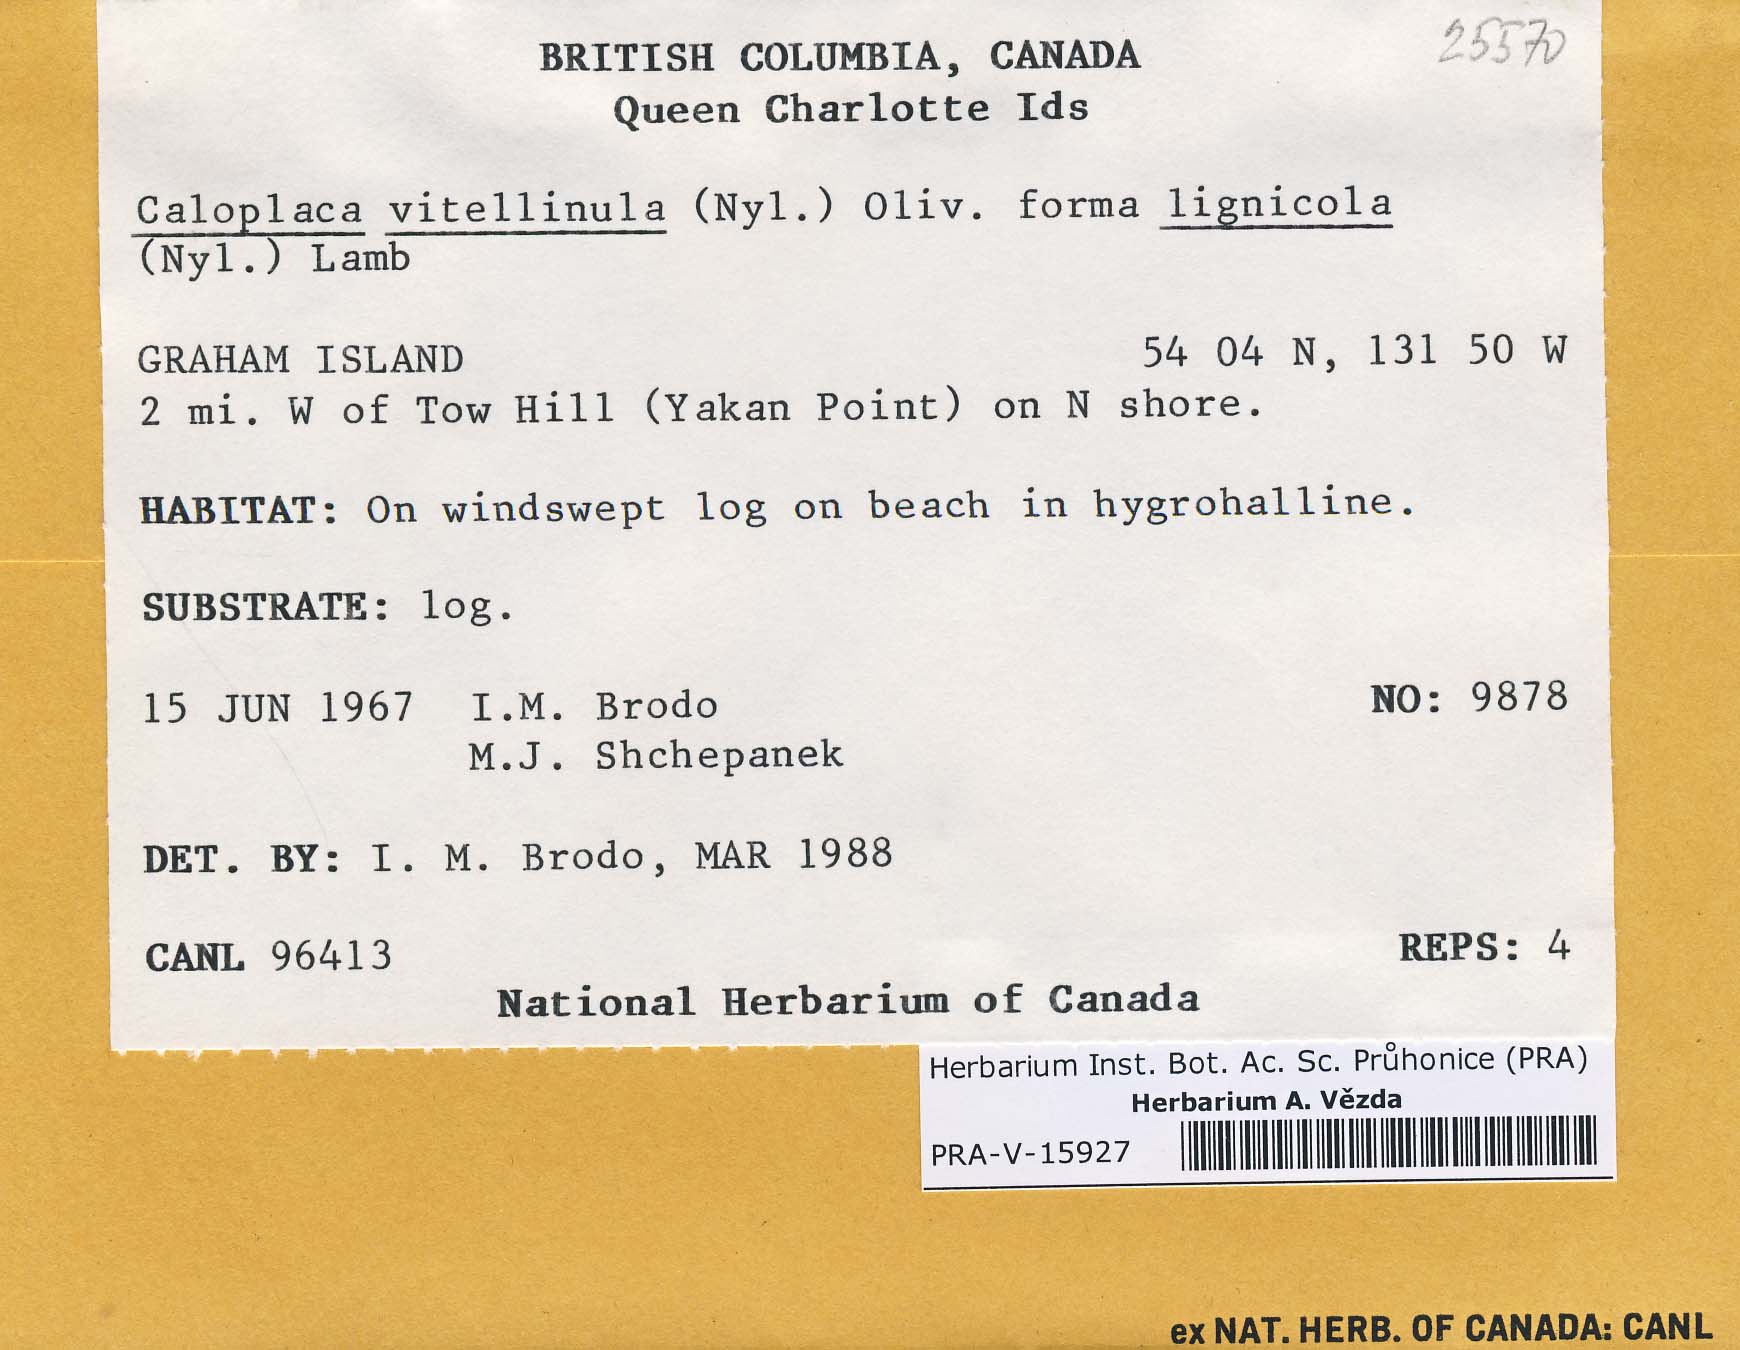 25570
BRITISH COLUMBIA, CANADA
Queen Charlotte Ids
Caloplaca vitellinula (Nyl.) Oliv. forma lignicola
(Nyl.) Lamb
GRAHAM ISLAND 54 04 N, 131 50 W
2 mi. W of Tow Hill (Yakan Point) on N shore.
HABITAT: On windswept log on beach in hygrohalline.
SUBSTRATE: log.
15 JUN 1967 I.M. Brodo NO: 9878
M.J. Shchepanek
DET. BY: I. M. Brodo, MAR 1988
CANL 96413 REPS: 4
National Herbarium of Canada
Herbarium Inst. Bot. Ac. Sc. Průhonice (PRA)
Herbarium A. Vězda
PRA-V-15927
ex NAT. HERB. OF CANADA: CANL